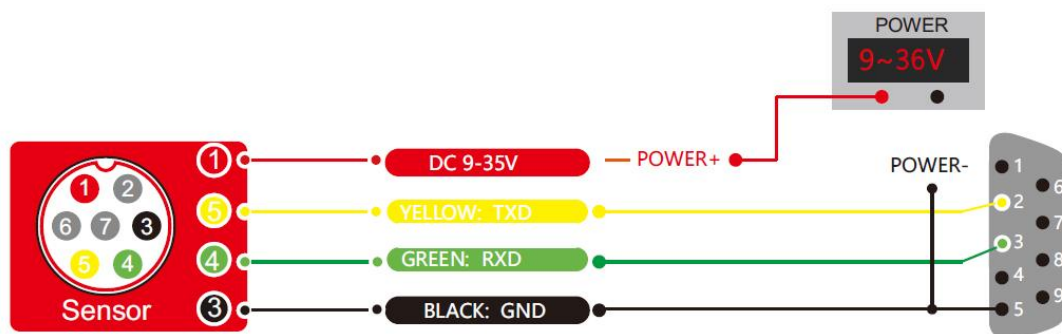 POWER
9~36V
1 DC 9-35V POWER+
POWER-
5 YELLOW: TXD
4 GREEN: RXD
3 BLACK: GND
1 2
6 7 3
5 4
Sensor
1
6
2
7
3
8
4
9
5